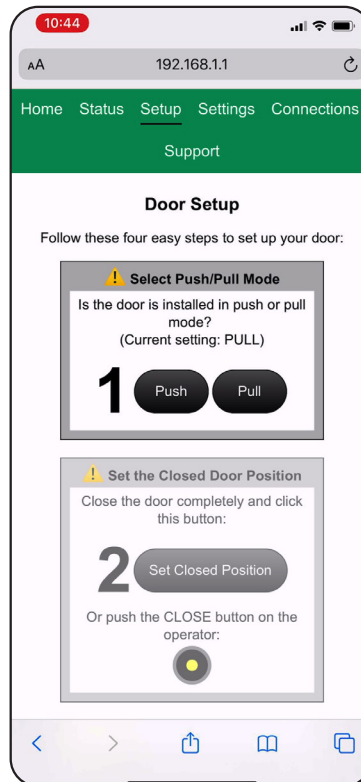 10:44
AA 192.168.1.1
Home Status Setup Settings Connections
Support
Door Setup
Follow these four easy steps to set up your door:
Select Push/Pull Mode
Is the door is installed in push or pull
mode?
(Current setting: PULL)
1 Push Pull
Set the Closed Door Position
Close the door completely and click
this button:
2 Set Closed Position
Or push the CLOSE button on the
operator: